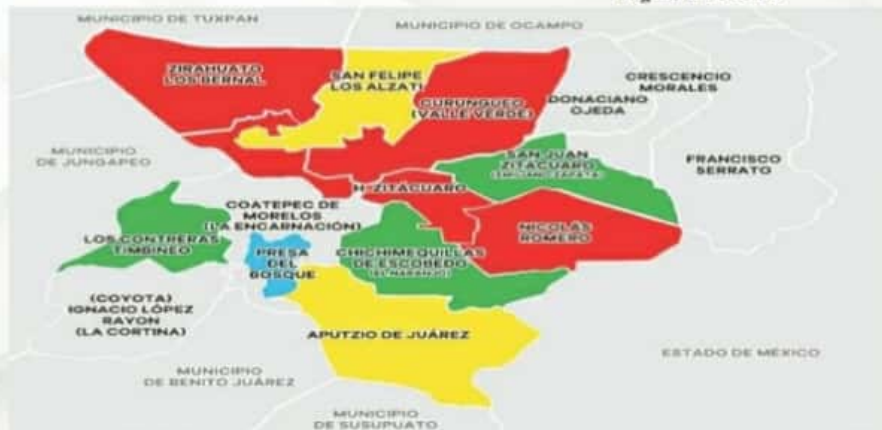 MUNICIPIO DE TUXPAN
MUNICIPIO DE OCAMPO
ZIRAHUATO
LOS BERNAL
SAN FELIPE
LOS ALZATI
CURUNGUEO
(VALLE VERDE)
CRESCENCIO
MORALES
DONACIANO
OJEDA
MUNICIPIO
DE JUNGAPEO
SAN JUAN
ZITACUARO
(EMILIANO ZAPATA)
FRANCISCO
SERRATO
H. ZITACUARO
COATEPEC DE
MORELOS
(LA ENCARNACIÓN)
NICOLÁS
ROMERO
LOS CONTRERAS
TIMBINEO
PRESA
DEL
BOSQUE
CHICHIMEQUILLAS
DE ESCOBEDO
(EL NARANJO)
(COYOTA)
IGNACIO LÓPEZ
RAYON
(LA CORTINA)
APUTZIO DE JUÁREZ
ESTADO DE MÉXICO
MUNICIPIO
DE BENITO JUÁREZ
MUNICIPIO
DE SUSUPUATO